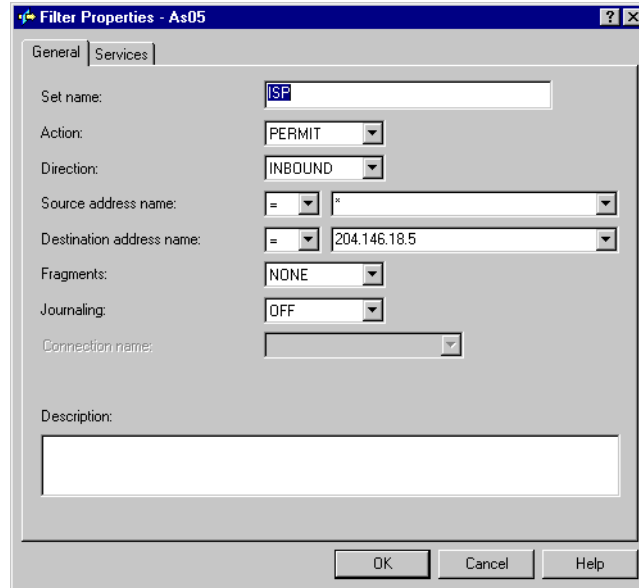 Filter Properties - As05
General Services
Set name: ISP
Action: PERMIT
Direction: INBOUND
Source address name: = *
Destination address name: = 204.146.18.5
Fragments: NONE
Journaling: OFF
Connection name:
Description:
OK Cancel Help